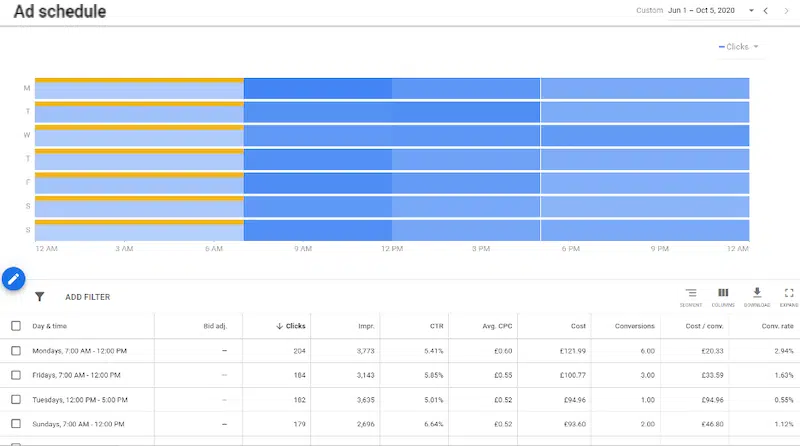 Ad schedule
Custom Jun 1 – Oct 5, 2020
Clicks
M
T
W
T
F
S
S
12 AM 3 AM 6 AM 9 AM 12 PM 3 PM 6 PM 9 PM 12 AM
ADD FILTER
SEGMENT COLUMNS DOWNLOAD EXPAND
Day & time Bid adj. Clicks Impr. CTR Avg. CPC Cost Conversions Cost / conv. Conv. rate
Mondays, 7:00 AM - 12:00 PM – 204 3,773 5.41% £0.60 £121.99 6.00 £20.33 2.94%
Fridays, 7:00 AM - 12:00 PM – 184 3,143 5.85% £0.55 £100.77 3.00 £33.59 1.63%
Tuesdays, 12:00 PM - 5:00 PM – 182 3,635 5.01% £0.52 £94.96 1.00 £94.96 0.55%
Sundays, 7:00 AM - 12:00 PM – 179 2,696 6.64% £0.52 £93.60 2.00 £46.80 1.12%